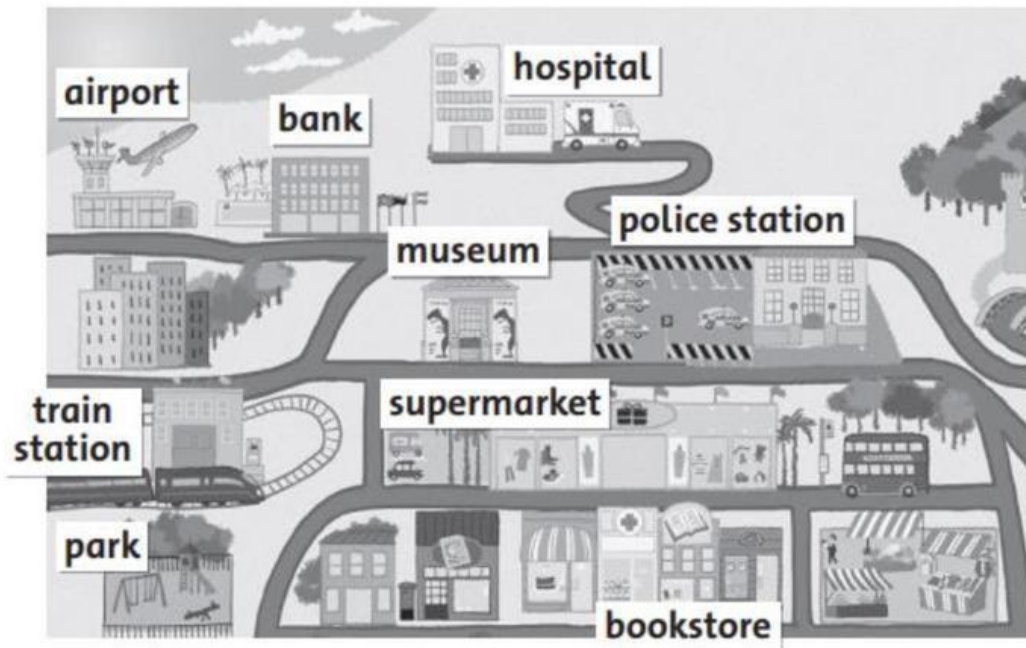 hospital
airport
bank
police station
museum
train
station
supermarket
park
bookstore